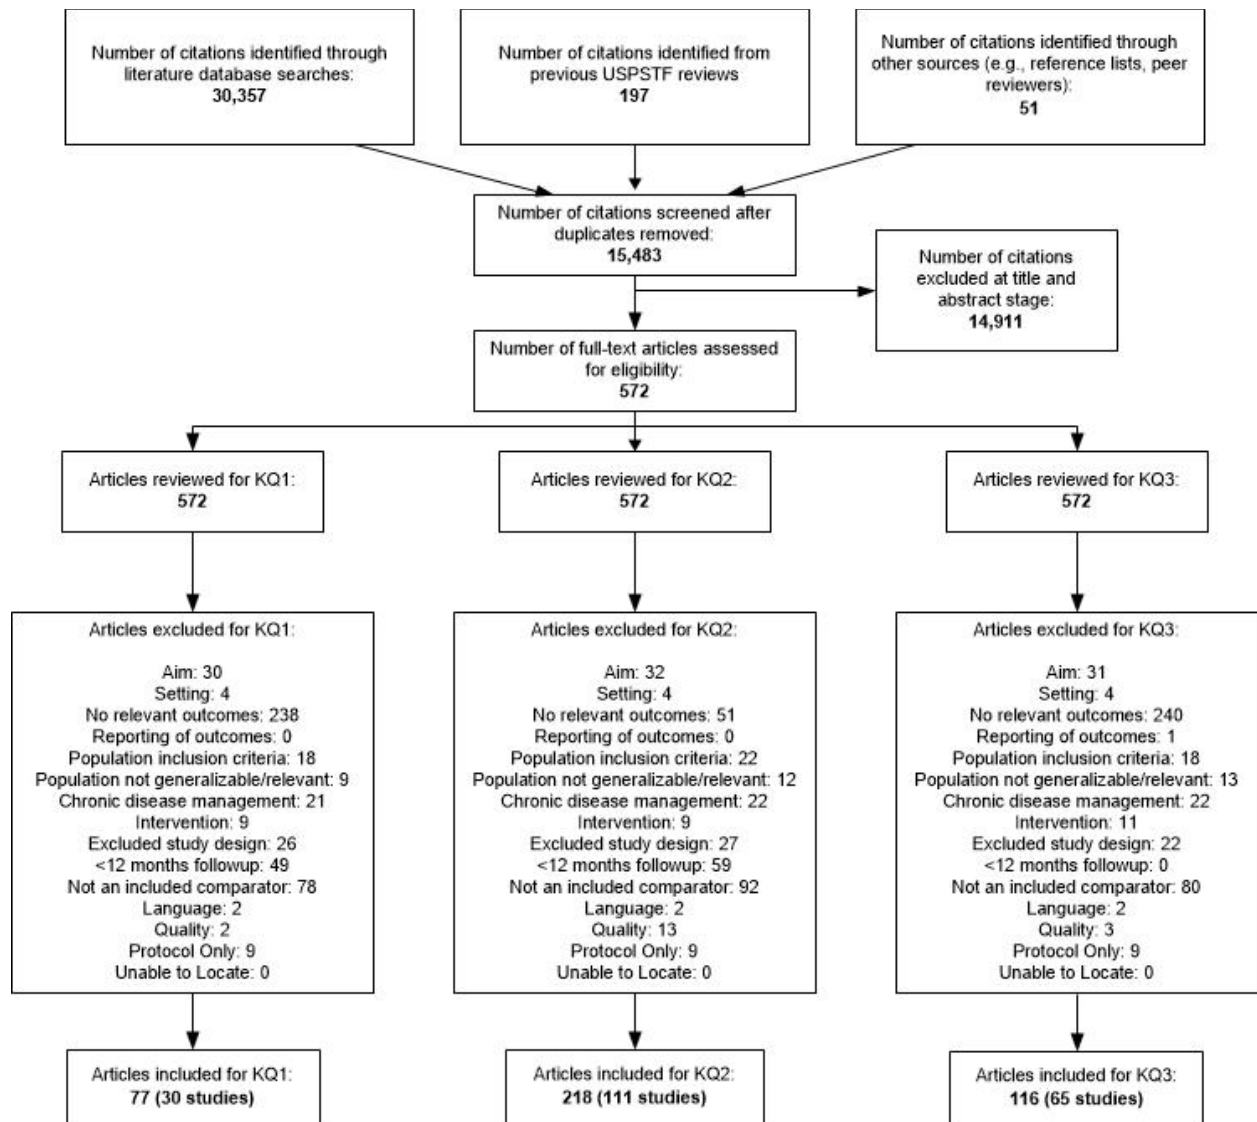 Number of citations identified through
literature database searches:
30,357
Number of citations identified from
previous USPSTF reviews
197
Number of citations identified through
other sources (e.g., reference lists, peer
reviewers):
51
Number of citations screened after
duplicates removed:
15,483
Number of citations
excluded at title and
abstract stage:
14,911
Number of full-text articles assessed
for eligibility:
572
Articles reviewed for KQ1:
572
Articles reviewed for KQ2:
572
Articles reviewed for KQ3:
572
Articles excluded for KQ1:
Aim: 30
Setting: 4
No relevant outcomes: 238
Reporting of outcomes: 0
Population inclusion criteria: 18
Population not generalizable/relevant: 9
Chronic disease management: 21
Intervention: 9
Excluded study design: 26
<12 months followup: 49
Not an included comparator: 78
Language: 2
Quality: 2
Protocol Only: 9
Unable to Locate: 0
Articles excluded for KQ2:
Aim: 32
Setting: 4
No relevant outcomes: 51
Reporting of outcomes: 0
Population inclusion criteria: 22
Population not generalizable/relevant: 12
Chronic disease management: 22
Intervention: 9
Excluded study design: 27
<12 months followup: 59
Not an included comparator: 92
Language: 2
Quality: 13
Protocol Only: 9
Unable to Locate: 0
Articles excluded for KQ3:
Aim: 31
Setting: 4
No relevant outcomes: 240
Reporting of outcomes: 1
Population inclusion criteria: 18
Population not generalizable/relevant: 13
Chronic disease management: 22
Intervention: 11
Excluded study design: 22
<12 months followup: 0
Not an included comparator: 80
Language: 2
Quality: 3
Protocol Only: 9
Unable to Locate: 0
Articles included for KQ1:
77 (30 studies)
Articles included for KQ2:
218 (111 studies)
Articles included for KQ3:
116 (65 studies)